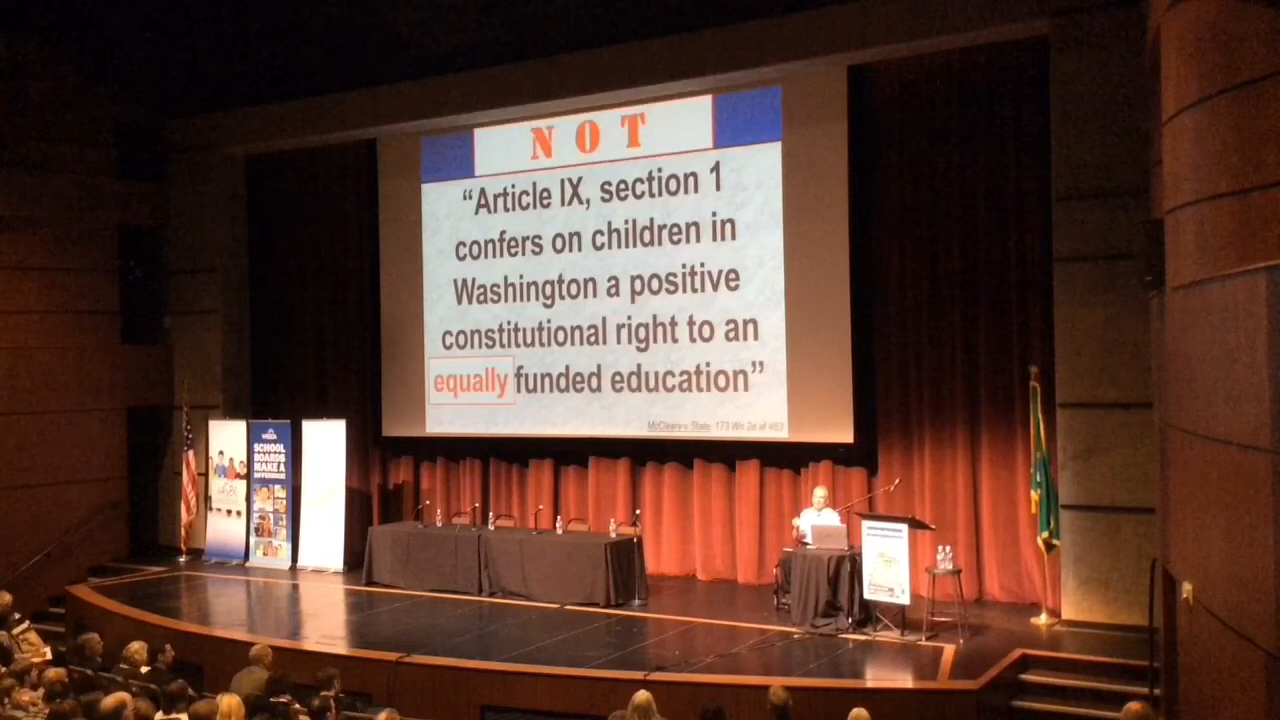 NOT
“Article IX, section 1
confers on children in
Washington a positive
constitutional right to an
equally funded education”
McCleary v State, 173 Wn.2d at 483
WSSDA
SCHOOL
BOARDS
MAKE A
DIFFERENCE!